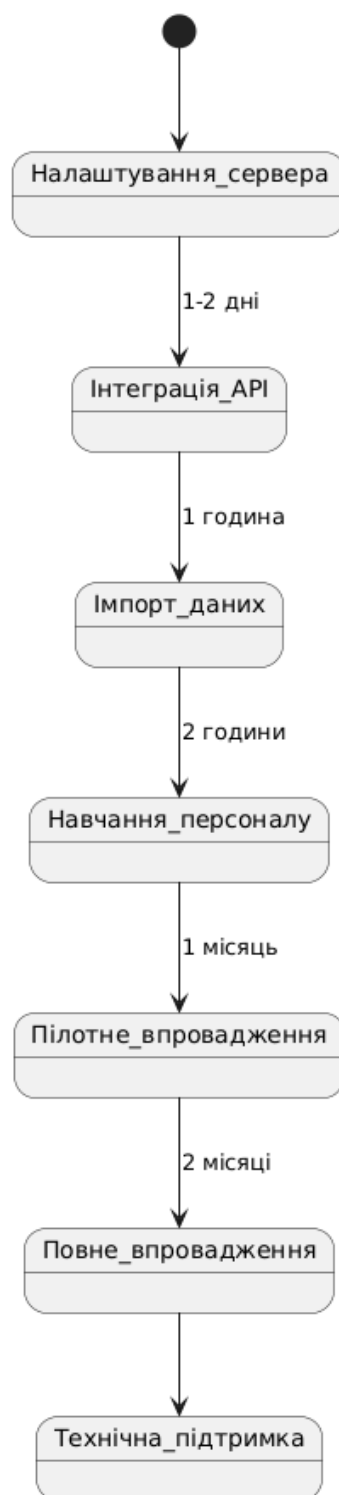 Налаштування_сервера
1-2 дні
Інтеграція_API
1 година
Імпорт_даних
2 години
Навчання_персоналу
1 місяць
Пілотне_впровадження
2 місяці
Повне_впровадження
Технічна_підтримка